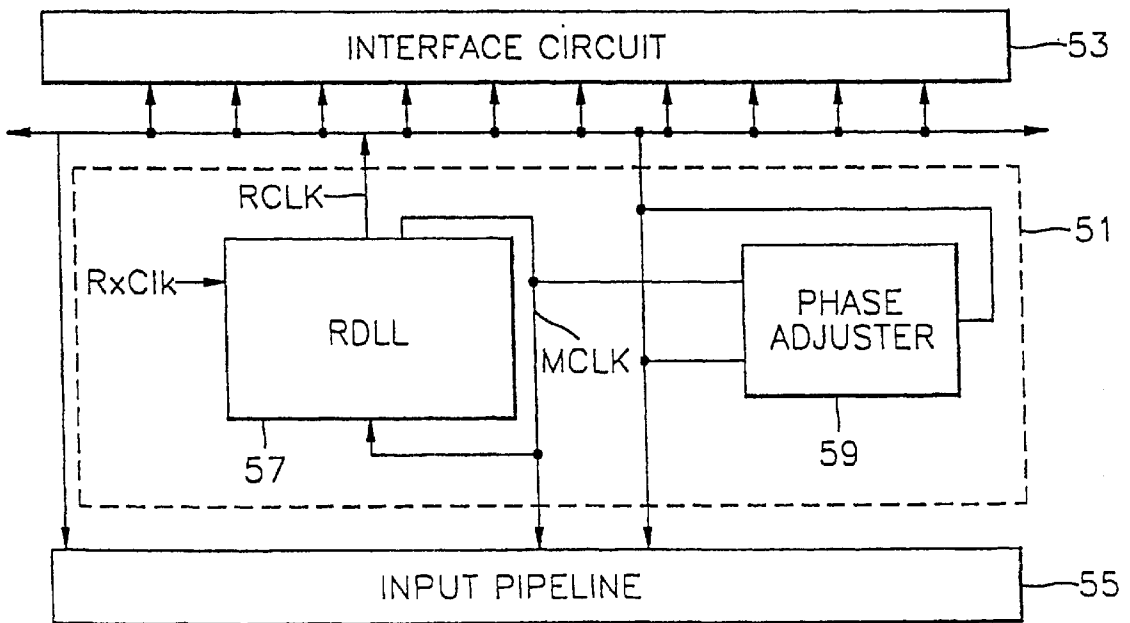 INTERFACE CIRCUIT
53
RCLK
51
RxClk
RDLL
MCLK
PHASE
ADJUSTER
57
59
INPUT PIPELINE
55